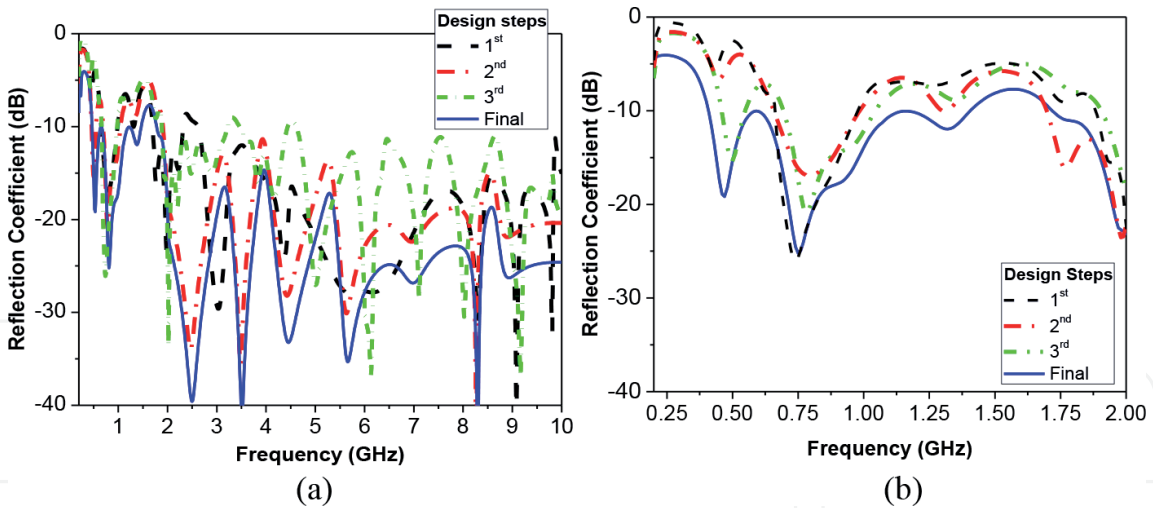 Design steps
1st
2nd
3rd
Final
0
-10
-20
-30
-40
Reflection Coefficient (dB)
1 2 3 4 5 6 7 8 9 10
Frequency (GHz)
(a)
Design Steps
1st
2nd
3rd
Final
0
-10
-20
-30
-40
Reflection Coefficient (dB)
0.25 0.50 0.75 1.00 1.25 1.50 1.75 2.00
Frequency (GHz)
(b)